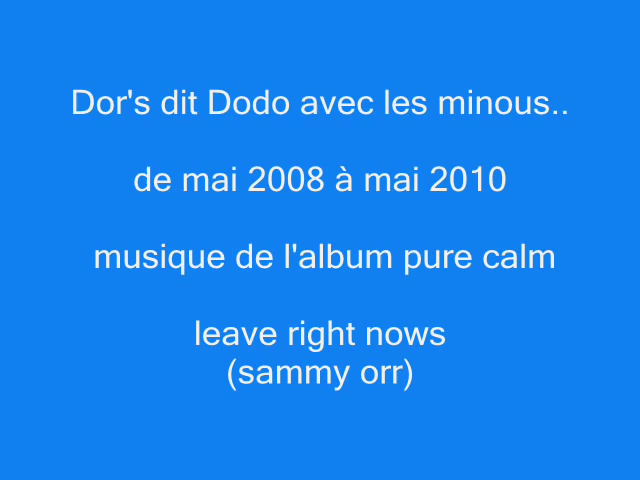 Dor's dit Dodo avec les minous..
de mai 2008 à mai 2010
musique de l'album pure calm
leave right nows
(sammy orr)